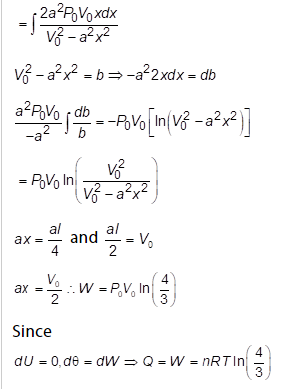 = ∫ 2a²P₀V₀xdx / V₀² – a²x²
V₀² – a²x² = b ⇒ –a²2xdx = db
a²P₀V₀ / –a² ∫ db / b = –P₀V₀[ln(V₀² – a²x²)]
= P₀V₀ ln(V₀² / V₀² – a²x²)
ax = al / 4 and al / 2 = V₀
ax = V₀ / 2 ∴ W = P₀V₀ ln(4 / 3)
Since
dU = 0, dθ = dW ⇒ Q = W = nRT ln(4 / 3)